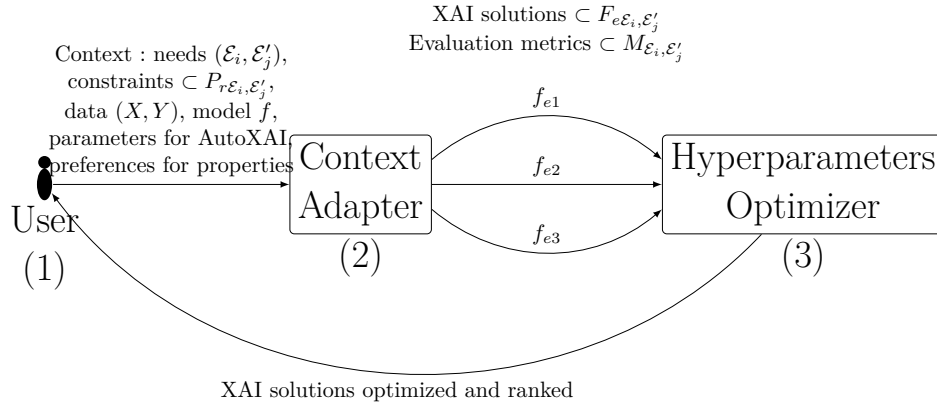 XAI solutions ⊂ F_{eℰ_i,ℰ'_j}
Evaluation metrics ⊂ M_{ℰ_i,ℰ'_j}
Context : needs (ℰ_i, ℰ'_j),
constraints ⊂ P_{rℰ_i,ℰ'_j},
data (X, Y), model f,
parameters for AutoXAI,
preferences for properties
User
(1)
Context
Adapter
(2)
f_{e1}
f_{e2}
f_{e3}
Hyperparameters
Optimizer
(3)
XAI solutions optimized and ranked